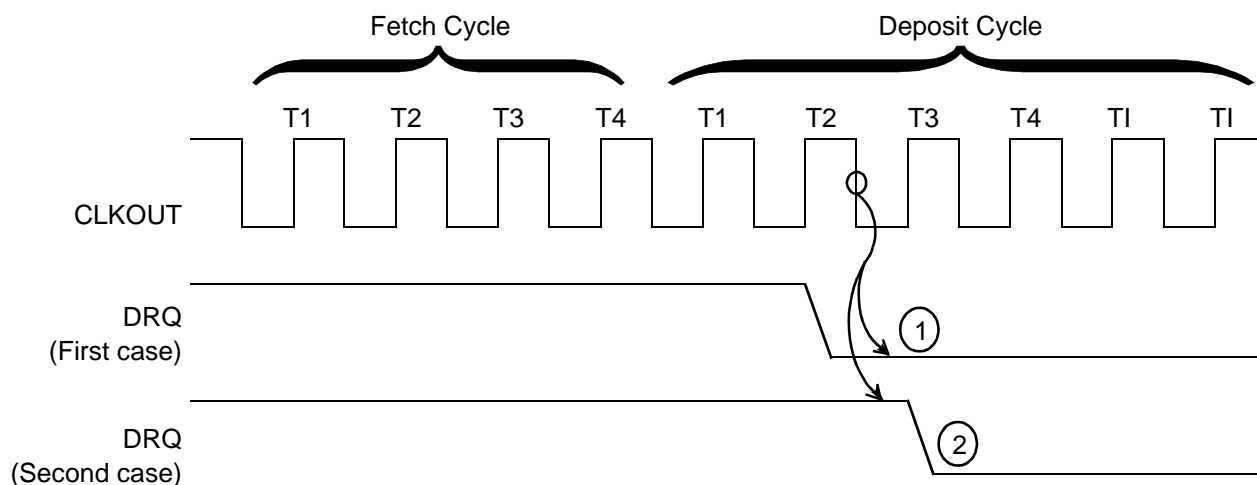 Fetch Cycle Deposit Cycle
T1 T2 T3 T4 T1 T2 T3 T4 TI TI
CLKOUT
DRQ
(First case)
1
DRQ
(Second case)
2